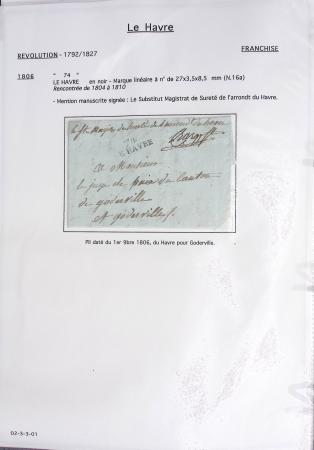 Le Havre
REVOLUTION - 1792/1827
FRANCHISE
1806
" 74 "
LE HAVRE en noir - Marque linéaire à n° de 27x3,5x8,5 mm (N.16a)
Rencontrée de 1804 à 1810
- Mention manuscrite signée : Le Substitut Magistrat de Sureté de l'arrondt du Havre.
LE HAVRE
A Monsieur
Le juge de paix du canton
de goderville
à goderville
Pli daté du 1er 9bre 1806, du Havre pour Goderville.
02-3-3-01